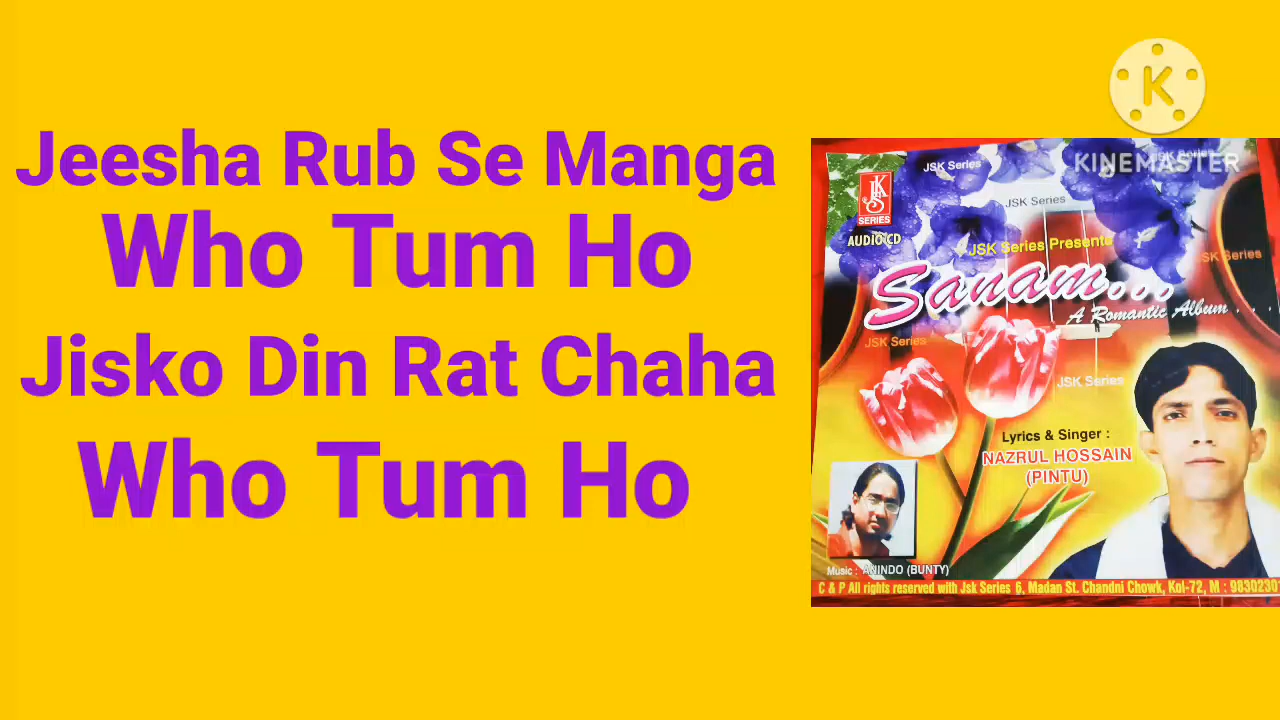 Jeesha Rub Se Manga
Who Tum Ho
Jisko Din Rat Chaha
Who Tum Ho
K
KINEMASTER
JSK Series
JSK Series
JKS
SERIES
JSK Series
AUDIO CD
JSK Series Presents
JSK Series
Sanam...
A Romantic Album . . .
JSK Series
JSK Series
Lyrics & Singer :
NAZRUL HOSSAIN
(PINTU)
Music : ANINDO (BUNTY)
C & P All rights reserved with Jsk Series 6, Madan St. Chandni Chowk, Kol-72, M :